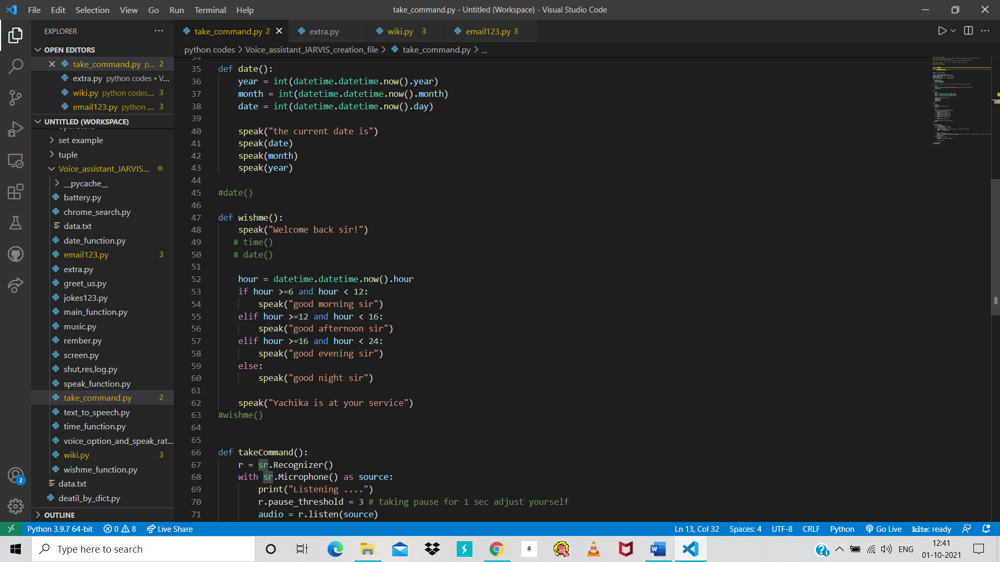 File Edit Selection View Go Run Terminal Help
take_command.py - Untitled (Workspace) - Visual Studio Code
EXPLORER
take_command.py 2
extra.py
wiki.py 3
email123.py 3
OPEN EDITORS
python codes > Voice_assistant_JARVIS_creation_file > take_command.py > ...
take_command.py p... 2
extra.py python codes • V...
wiki.py python codes... 3
email123.py python ... 3
UNTITLED (WORKSPACE)
operators
set example
tuple
Voice_assistant_JARVIS...
__pycache__
battery.py
chrome_search.py
data.txt
date_function.py
email123.py 3
extra.py
greet_us.py
jokes123.py
main_function.py
music.py
rember.py
screen.py
shut,res,log.py
speak_function.py
take_command.py 2
text_to_speech.py
time_function.py
voice_option_and_speak_rat...
wiki.py 3
wishme_function.py
data.txt
deatil_by_dict.py
OUTLINE
34
35 def date():
36     year = int(datetime.datetime.now().year)
37     month = int(datetime.datetime.now().month)
38     date = int(datetime.datetime.now().day)
39
40     speak("the current date is")
41     speak(date)
42     speak(month)
43     speak(year)
44
45 #date()
46
47 def wishme():
48     speak("Welcome back sir!")
49    # time()
50    # date()
51
52     hour = datetime.datetime.now().hour
53     if hour >=6 and hour < 12:
54         speak("good morning sir")
55     elif hour >=12 and hour < 16:
56         speak("good afternoon sir")
57     elif hour >=16 and hour < 24:
58         speak("good evening sir")
59     else:
60         speak("good night sir")
61
62     speak("Yachika is at your service")
63 #wishme()
64
65
66 def takeCommand():
67     r = sr.Recognizer()
68     with sr.Microphone() as source:
69         print("Listening ....")
70         r.pause_threshold = 3 # taking pause for 1 sec adjust yourself
71         audio = r.listen(source)
2
Python 3.9.7 64-bit 0 8 Live Share
Ln 13, Col 32 Spaces: 4 UTF-8 CRLF Python Go Live kite: ready
Type here to search
a
W
ENG
12:41
01-10-2021